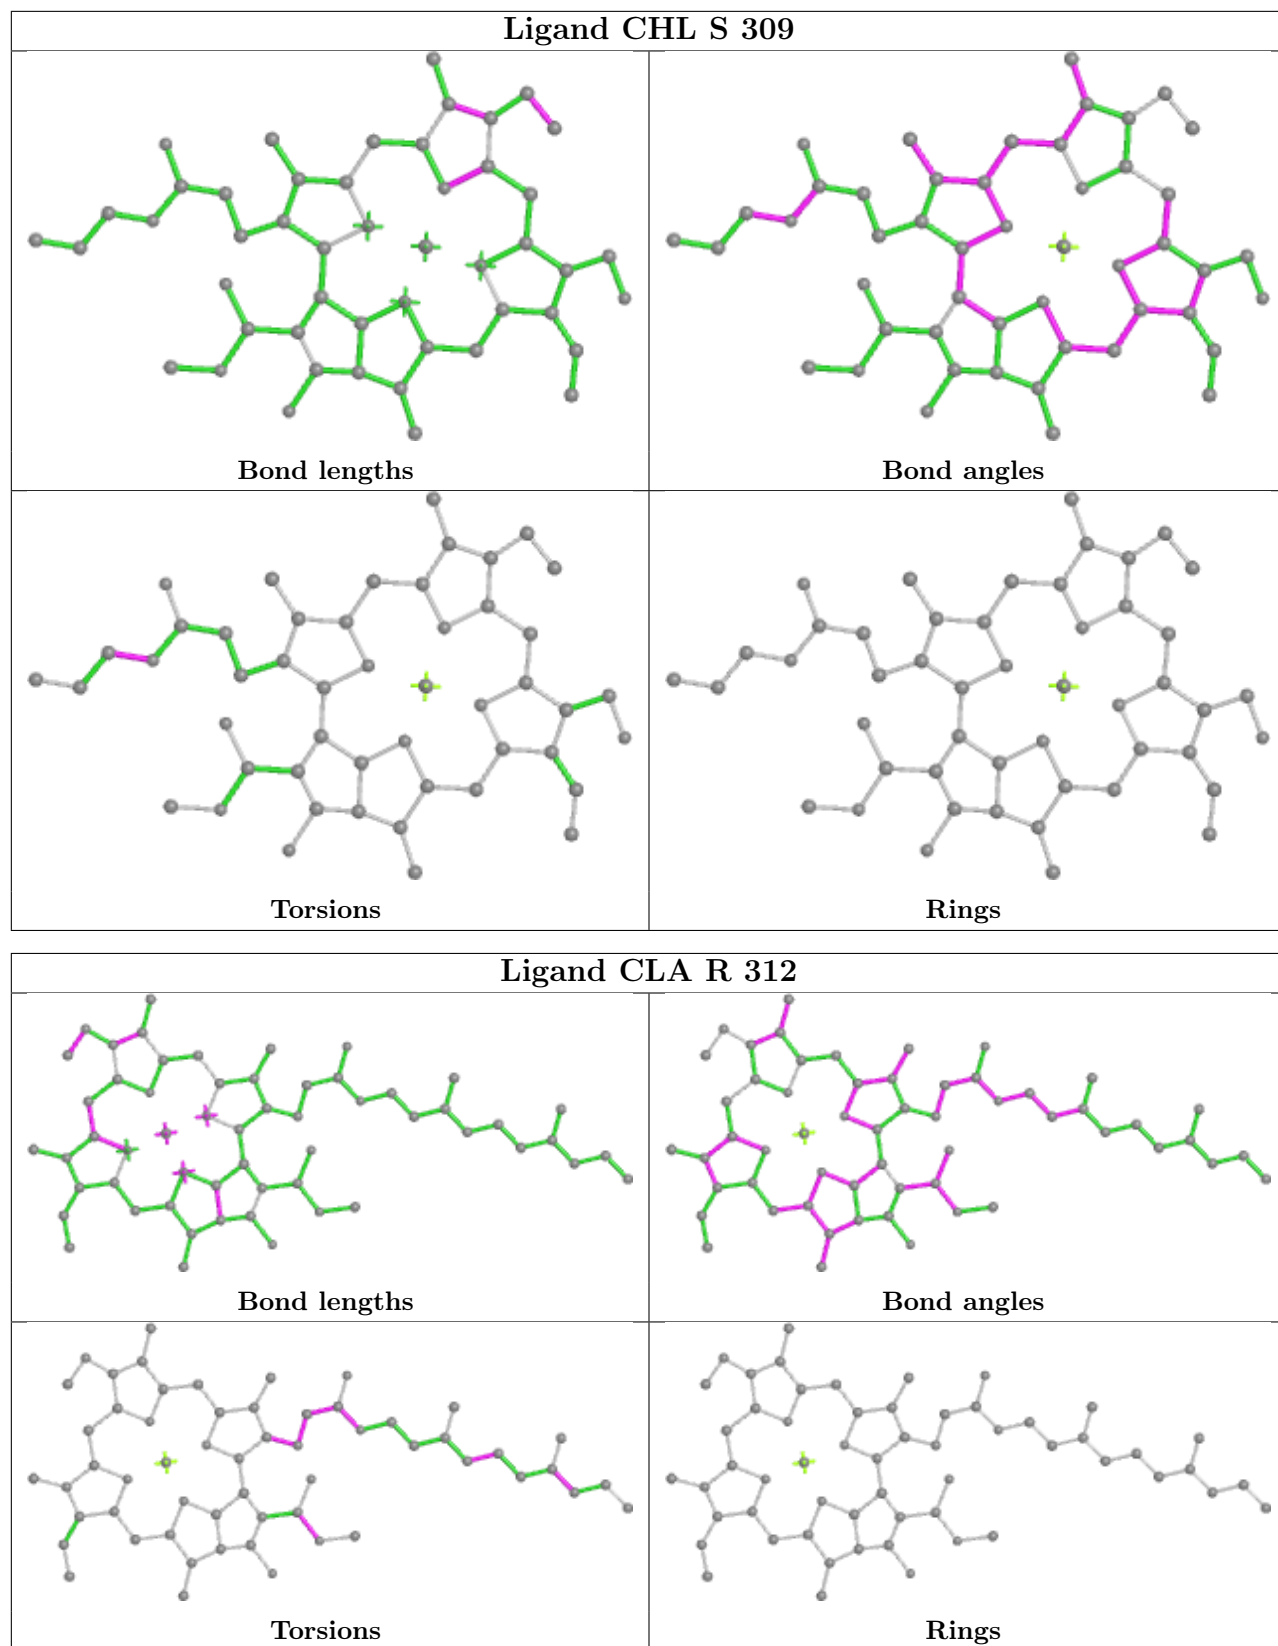 Ligand CHL S 309
Bond lengths
Bond angles
Torsions
Rings
Ligand CLA R 312
Bond lengths
Bond angles
Torsions
Rings